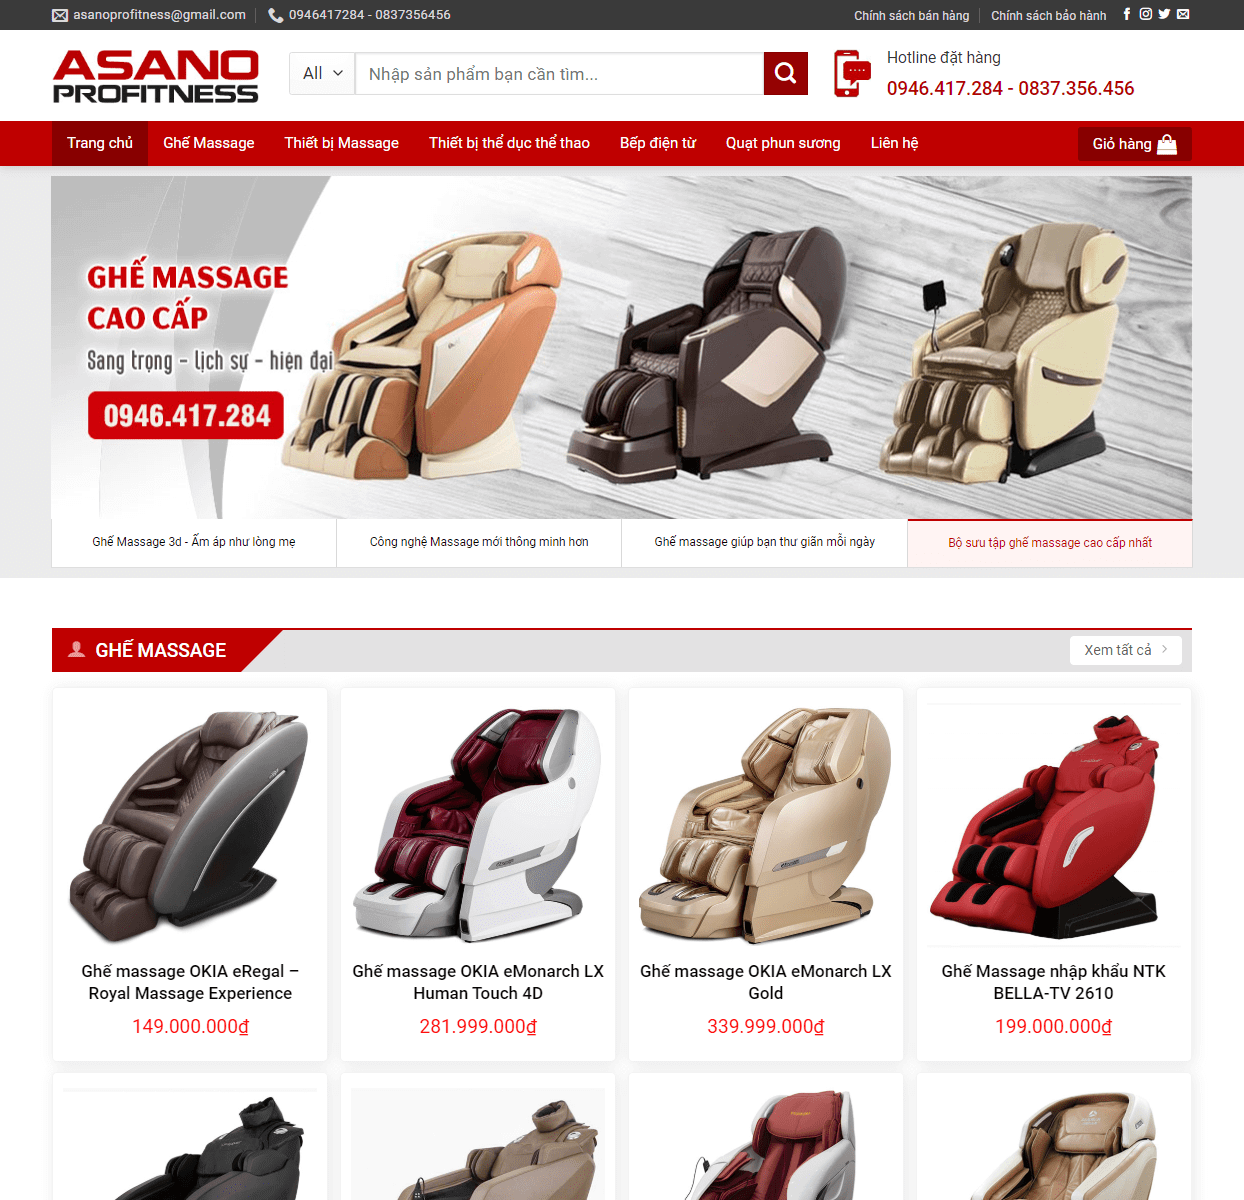 asanoprofitness@gmail.com
0946417284 - 0837356456
Chính sách bán hàng
Chính sách bảo hành
ASANO
PROFITNESS
All
Nhập sản phẩm bạn cần tìm...
Hotline đặt hàng
0946.417.284 - 0837.356.456
Trang chủ
Ghế Massage
Thiết bị Massage
Thiết bị thể dục thể thao
Bếp điện từ
Quạt phun sương
Liên hệ
Giỏ hàng
GHẾ MASSAGE
CAO CẤP
Sang trọng - lịch sự - hiện đại
0946.417.284
Ghế Massage 3d - Ấm áp như lòng mẹ
Công nghệ Massage mới thông minh hơn
Ghế massage giúp bạn thư giãn mỗi ngày
Bộ sưu tập ghế massage cao cấp nhất
GHẾ MASSAGE
Xem tất cả
Ghế massage OKIA eRegal –
Royal Massage Experience
149.000.000₫
Ghế massage OKIA eMonarch LX
Human Touch 4D
281.999.000₫
Ghế massage OKIA eMonarch LX
Gold
339.999.000₫
Ghế Massage nhập khẩu NTK
BELLA-TV 2610
199.000.000₫